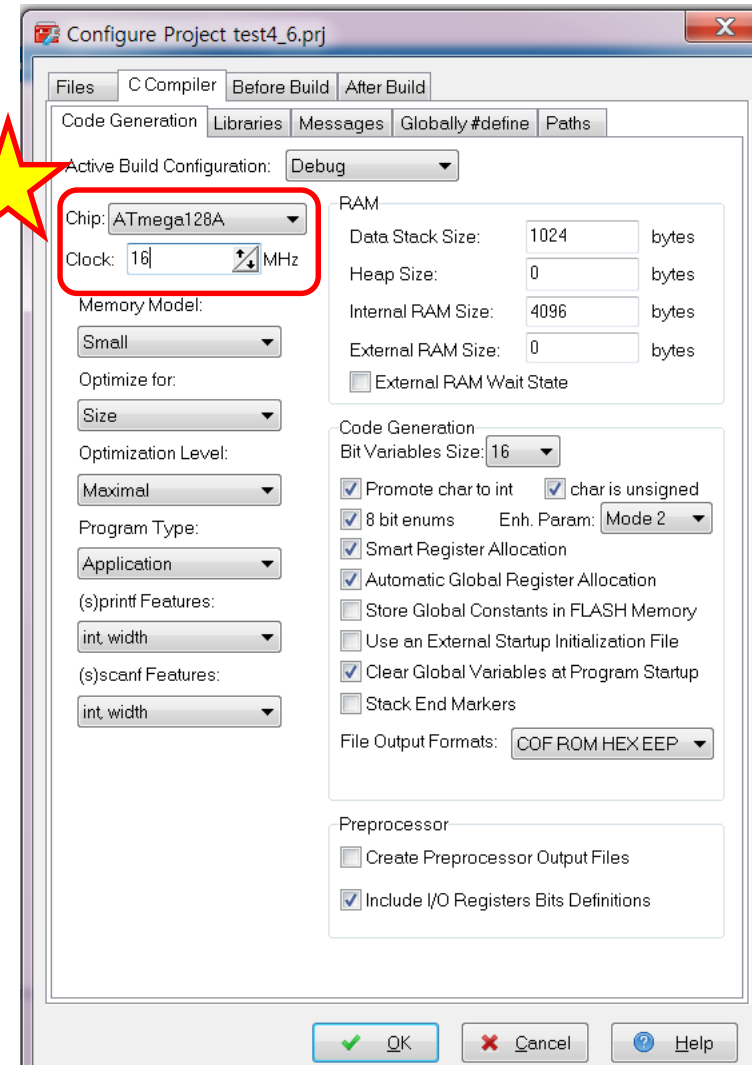 Configure Project test4_6.prj
Files C Compiler Before Build After Build
Code Generation Libraries Messages Globally #define Paths
Active Build Configuration: Debug
Chip: ATmega128A
Clock: 16 MHz
Memory Model:
Small
Optimize for:
Size
Optimization Level:
Maximal
Program Type:
Application
(s)printf Features:
int, width
(s)scanf Features:
int, width
RAM
Data Stack Size: 1024 bytes
Heap Size: 0 bytes
Internal RAM Size: 4096 bytes
External RAM Size: 0 bytes
External RAM Wait State
Code Generation
Bit Variables Size: 16
Promote char to int char is unsigned
8 bit enums Enh. Param: Mode 2
Smart Register Allocation
Automatic Global Register Allocation
Store Global Constants in FLASH Memory
Use an External Startup Initialization File
Clear Global Variables at Program Startup
Stack End Markers
File Output Formats: COF ROM HEX EEP
Preprocessor
Create Preprocessor Output Files
Include I/O Registers Bits Definitions
OK Cancel Help